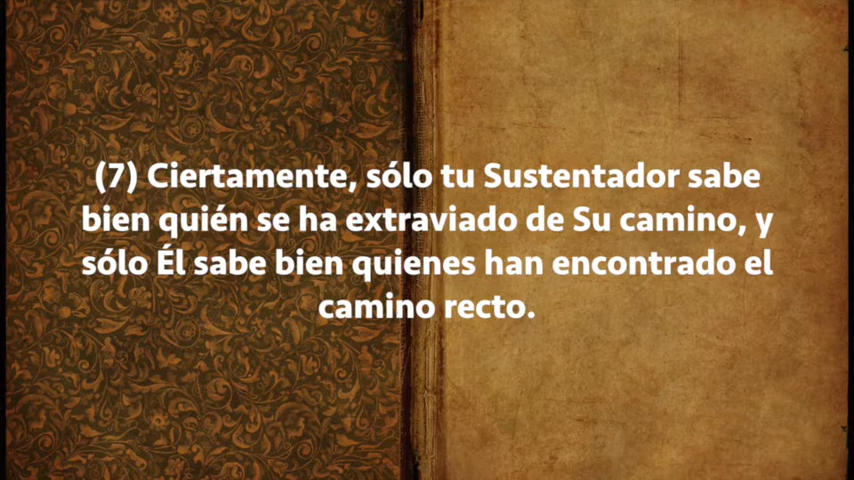 (7) Ciertamente, sólo tu Sustentador sabe
bien quién se ha extraviado de Su camino, y
sólo Él sabe bien quienes han encontrado el
camino recto.